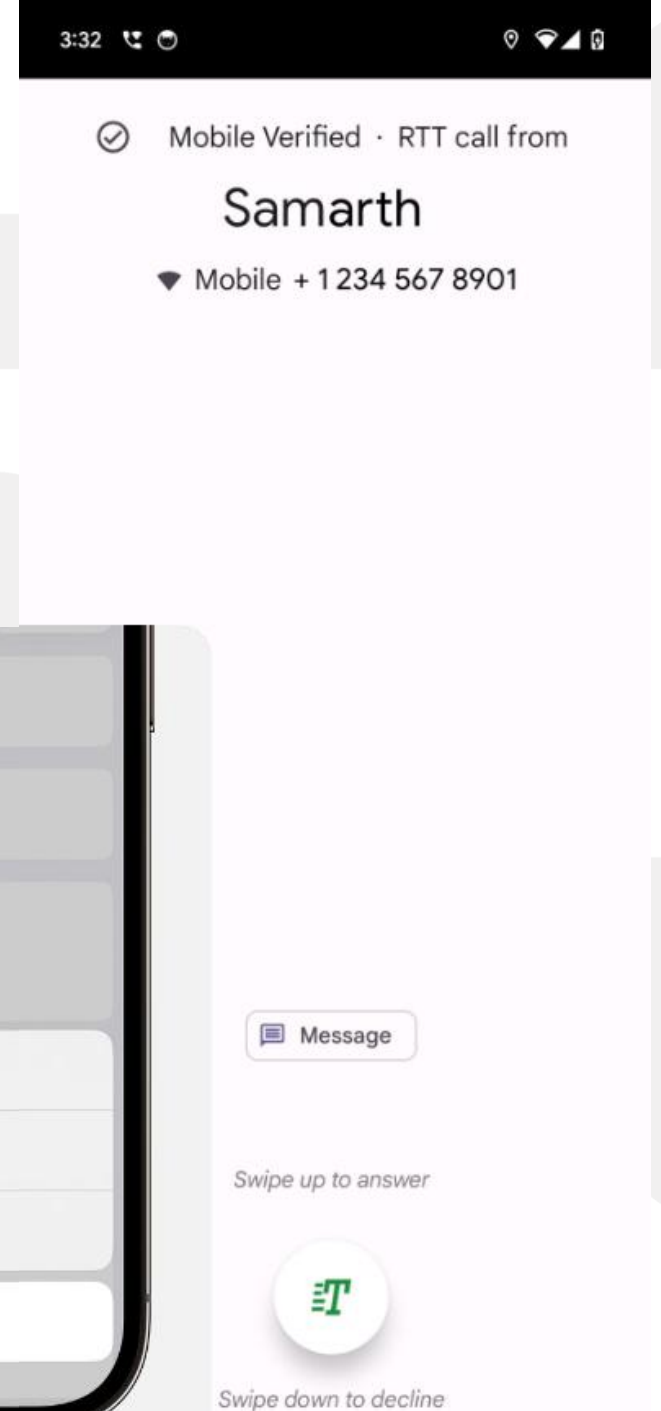 3:32
Mobile Verified · RTT call from
Samarth
Mobile + 1 234 567 8901
Message
Swipe up to answer
T
Swipe down to decline